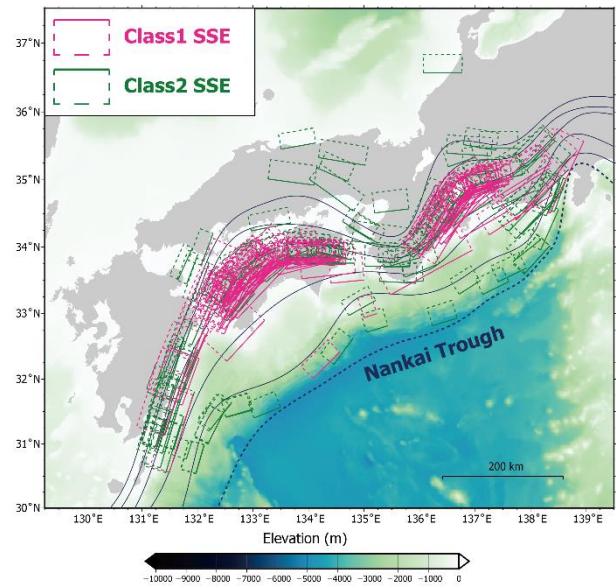 Class1 SSE
Class2 SSE
37°N
36°N
35°N
34°N
33°N
32°N
31°N
30°N
Nankai Trough
200 km
130°E 131°E 132°E 133°E 134°E 135°E 136°E 137°E 138°E 139°E
Elevation (m)
−10000 −9000 −8000 −7000 −6000 −5000 −4000 −3000 −2000 −1000 0